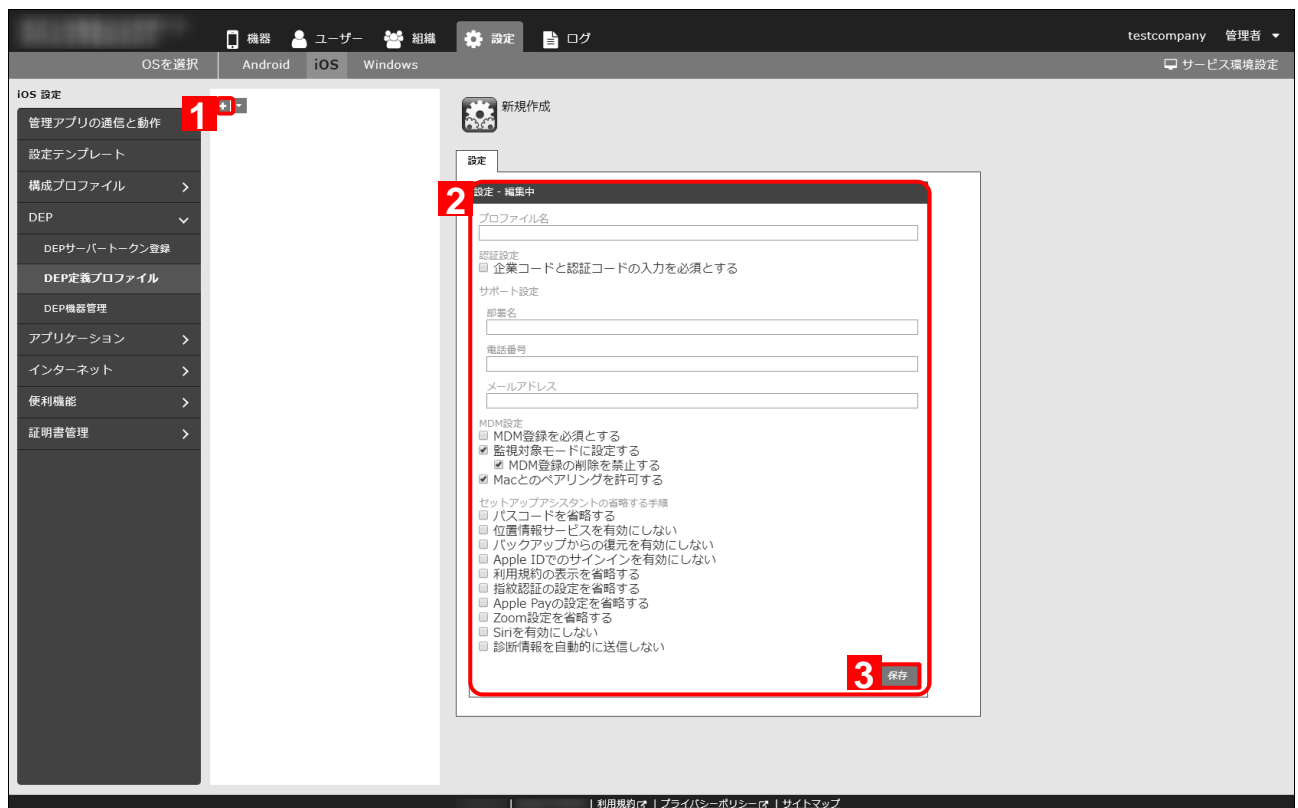 機器 ユーザー 組織 設定 ログ testcompany 管理者
OSを選択 Android iOS Windows サービス環境設定
iOS 設定
管理アプリの通信と動作
設定テンプレート
構成プロファイル
DEP
DEPサーバートークン登録
DEP定義プロファイル
DEP機器管理
アプリケーション
インターネット
便利機能
証明書管理
1
新規作成
設定
2
設定 - 編集中
プロファイル名
認証設定
企業コードと認証コードの入力を必須とする
サポート設定
部署名
電話番号
メールアドレス
MDM設定
MDM登録を必須とする
監視対象モードに設定する
MDM登録の削除を禁止する
Macとのペアリングを許可する
セットアップアシスタントの省略する手順
パスコードを省略する
位置情報サービスを有効にしない
バックアップからの復元を有効にしない
Apple IDでのサインインを有効にしない
利用規約の表示を省略する
指紋認証の設定を省略する
Apple Payの設定を省略する
Zoom設定を省略する
Siriを有効にしない
診断情報を自動的に送信しない
3 保存
| 利用規約 | プライバシーポリシー | サイトマップ